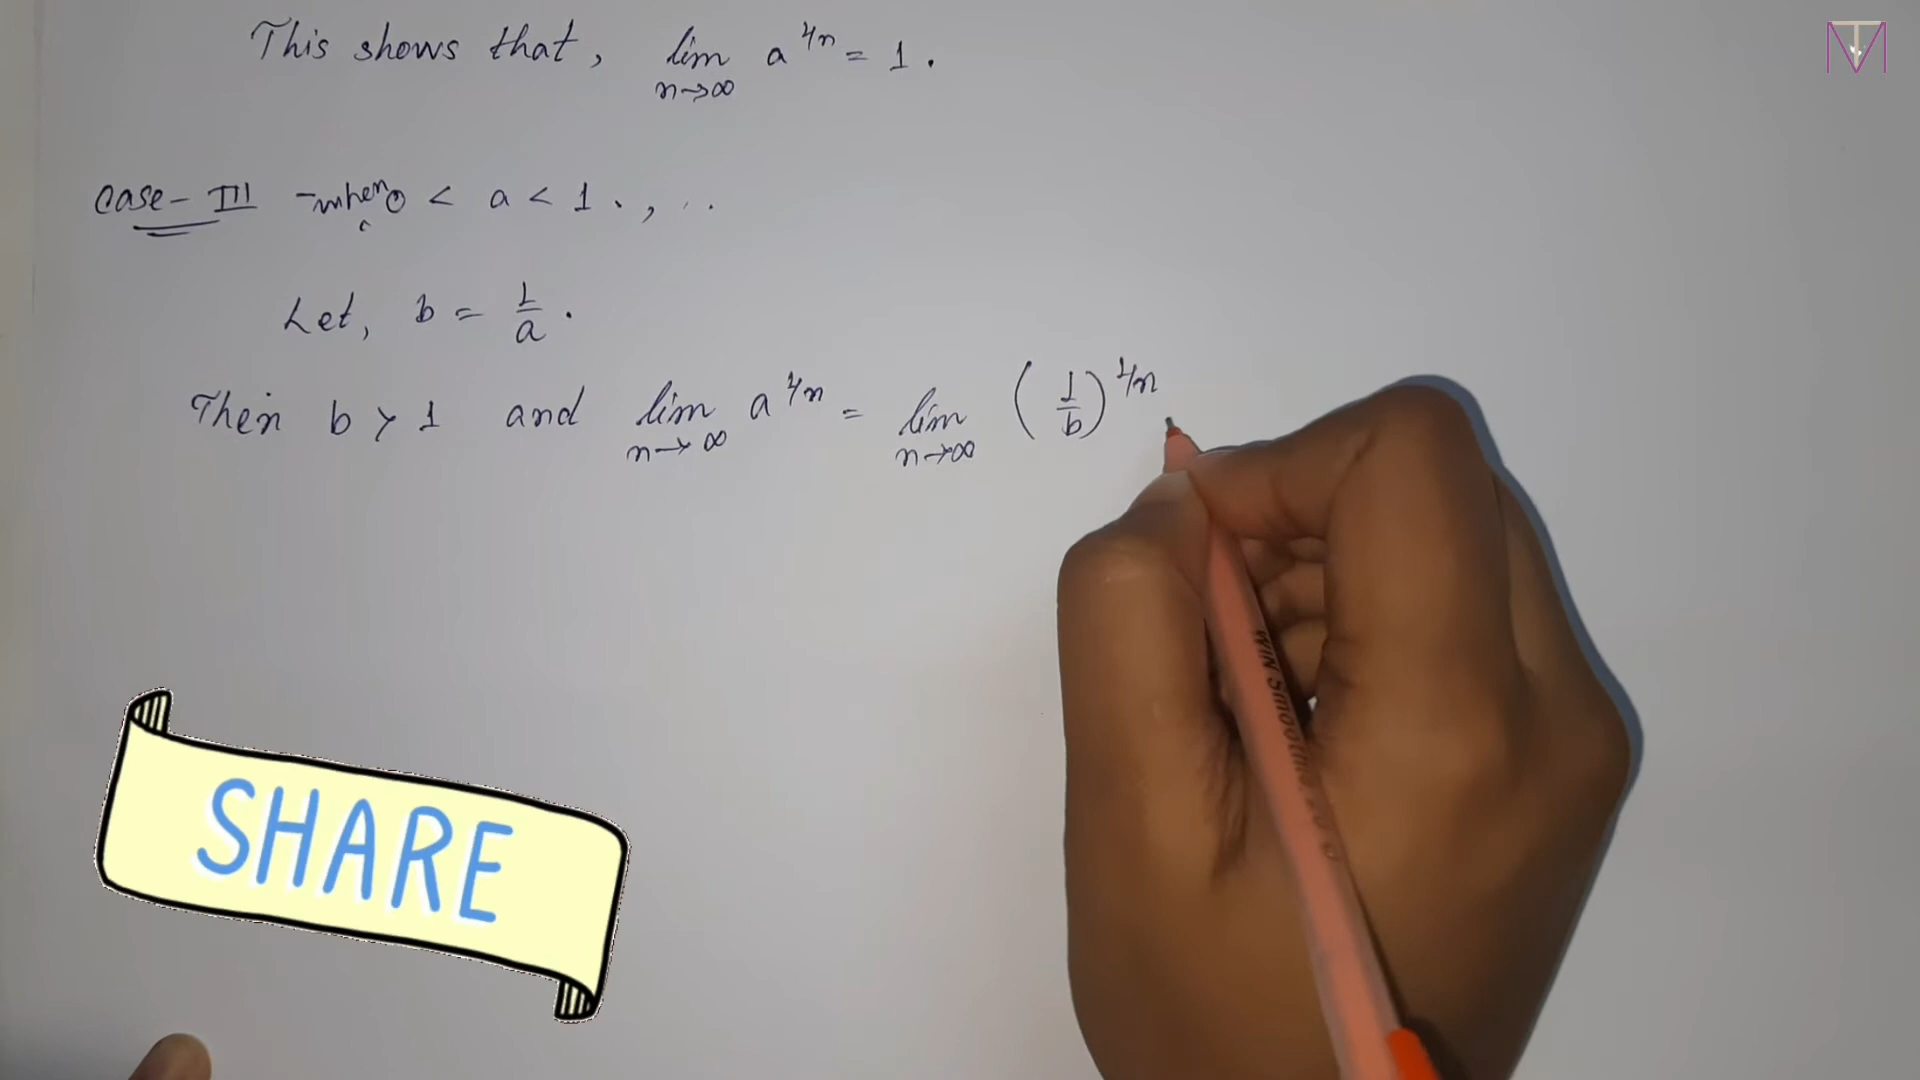 This shows that, lim a^1/n = 1.
n→∞
Case-III when 0 < a < 1 . , ..
Let, b = 1/a .
Then b > 1 and lim a^1/n = lim (1/b)^1/n
n→∞ n→∞
SHARE